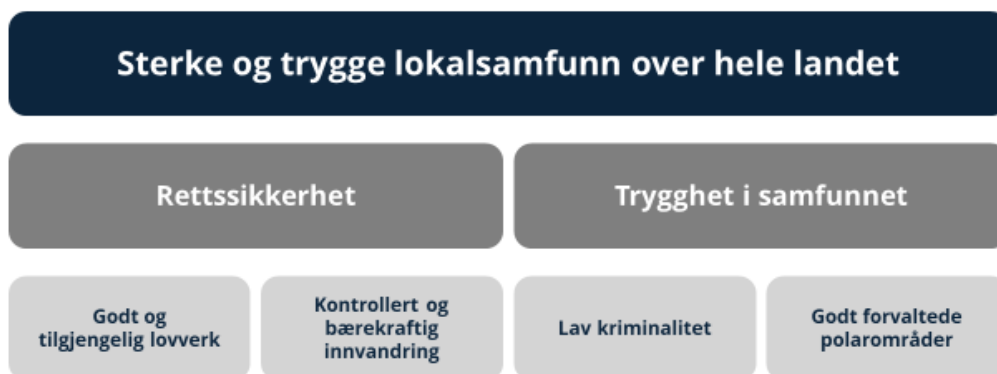 Sterke og trygge lokalsamfunn over hele landet
Rettssikkerhet
Trygghet i samfunnet
Godt og
tilgjengelig lovverk
Kontrollert og
bærekraftig
innvandring
Lav kriminalitet
Godt forvaltede
polarområder